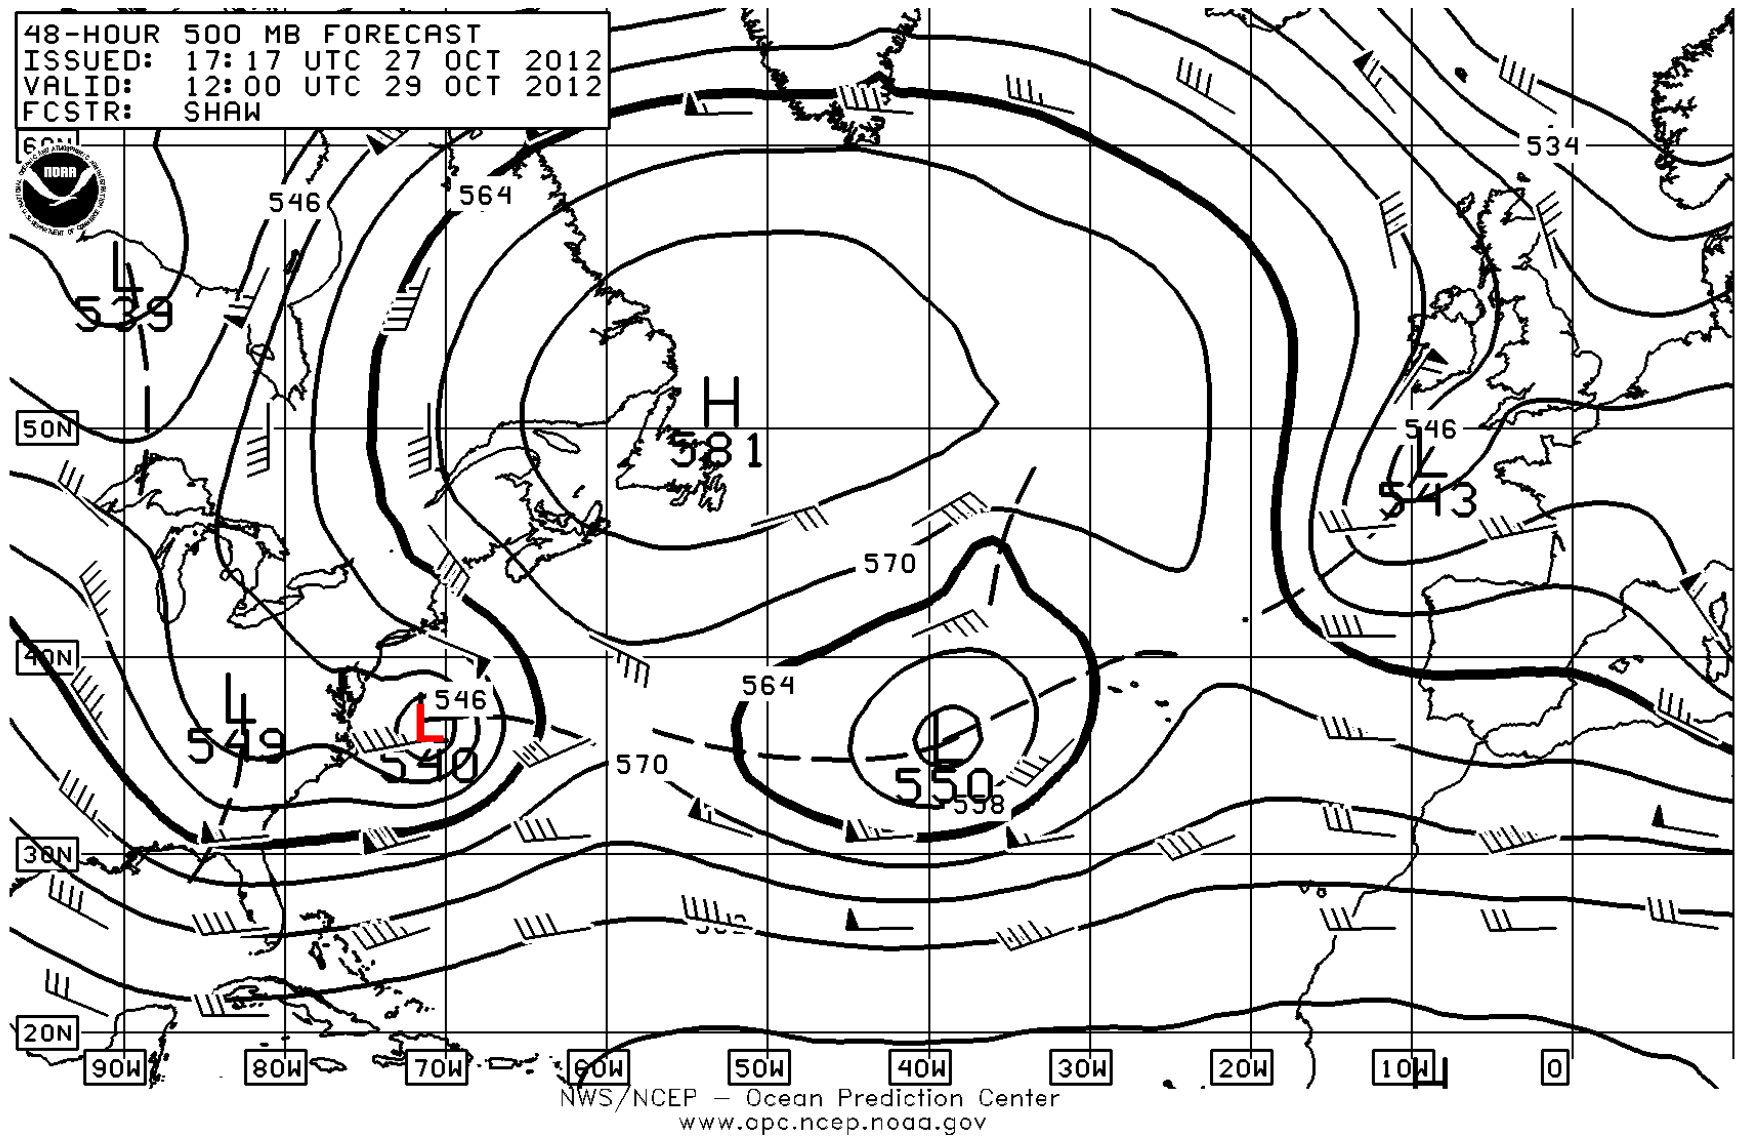 48-HOUR 500 MB FORECAST
ISSUED: 17:17 UTC 27 OCT 2012
VALID: 12:00 UTC 29 OCT 2012
FCSTR: SHAW
60N
NOAA
534
546
564
L
539
H
581
50N
546
L
543
570
40N
564
546
L
549
L
540
570
L
550
558
30N
20N
90W
80W
70W
60W
50W
40W
30W
20W
10W
0
NWS/NCEP – Ocean Prediction Center
www.opc.ncep.noaa.gov